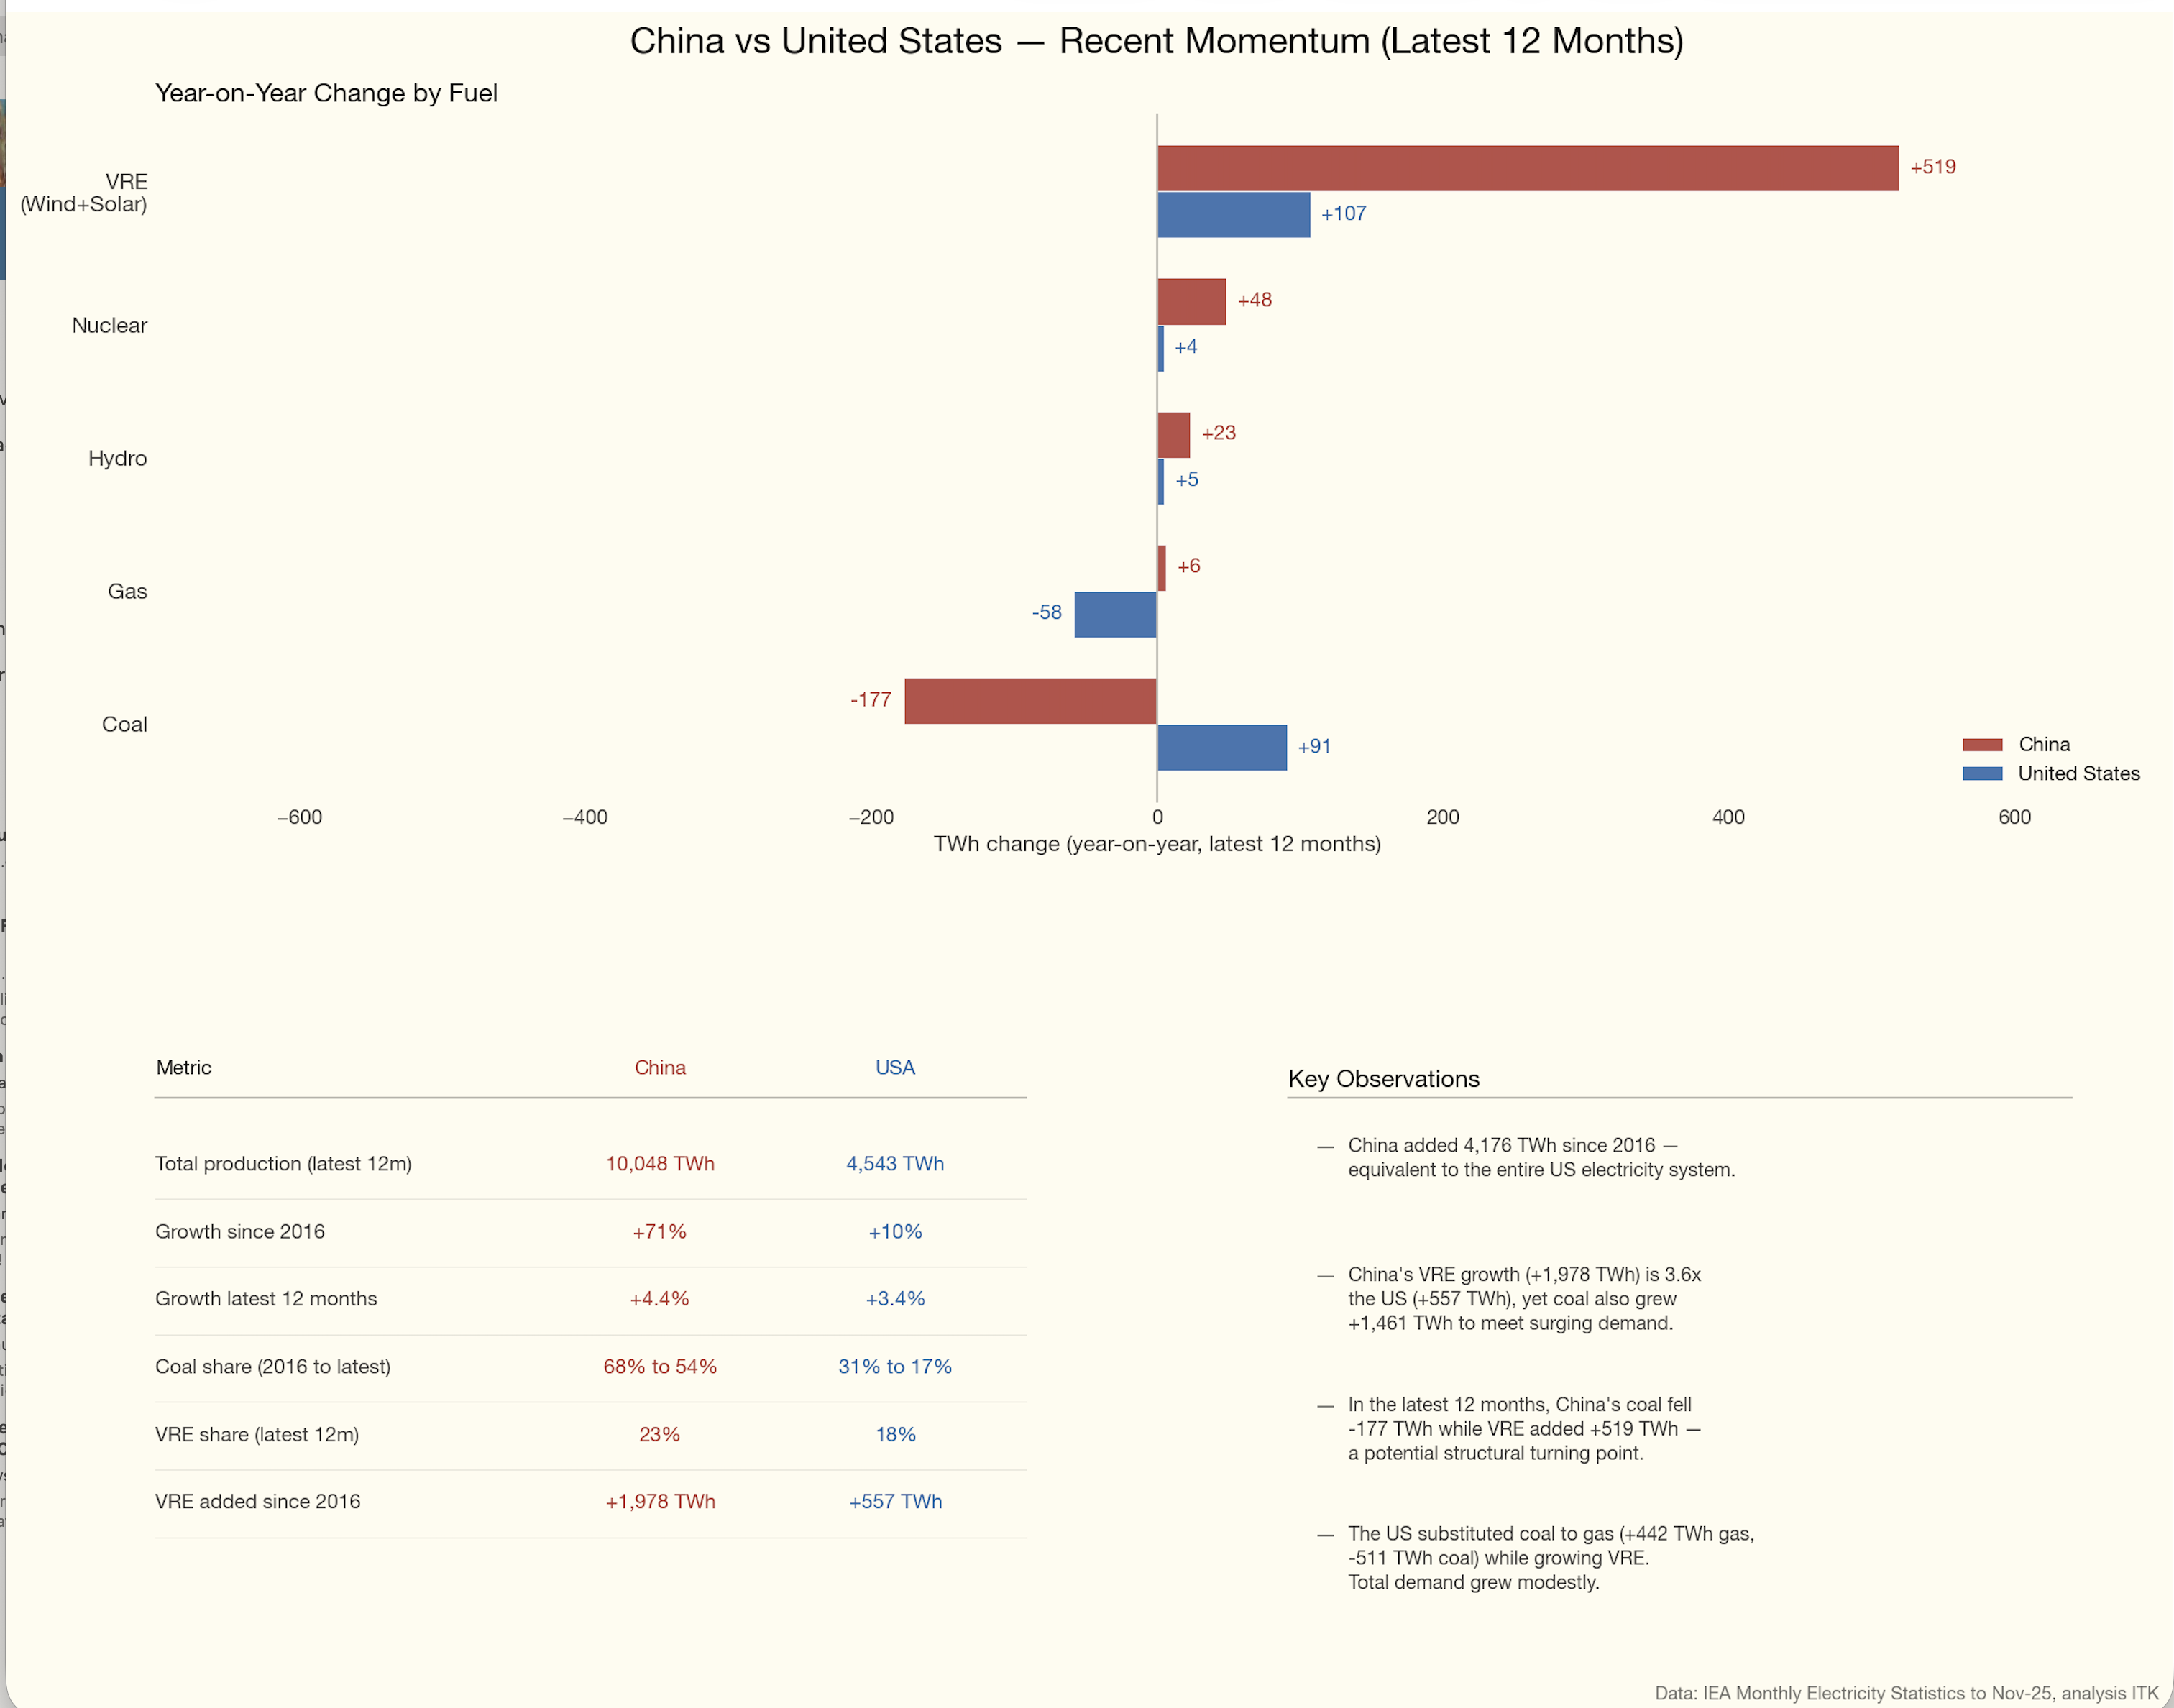 China vs United States — Recent Momentum (Latest 12 Months)
Year-on-Year Change by Fuel
VRE
(Wind+Solar)
+519
+107
Nuclear
+48
+4
Hydro
+23
+5
Gas
+6
-58
Coal
-177
+91
China
United States
−600
−400
−200
0
200
400
600
TWh change (year-on-year, latest 12 months)
Metric China USA
Total production (latest 12m) 10,048 TWh 4,543 TWh
Growth since 2016 +71% +10%
Growth latest 12 months +4.4% +3.4%
Coal share (2016 to latest) 68% to 54% 31% to 17%
VRE share (latest 12m) 23% 18%
VRE added since 2016 +1,978 TWh +557 TWh
Key Observations
— China added 4,176 TWh since 2016 —
equivalent to the entire US electricity system.
— China's VRE growth (+1,978 TWh) is 3.6x
the US (+557 TWh), yet coal also grew
+1,461 TWh to meet surging demand.
— In the latest 12 months, China's coal fell
-177 TWh while VRE added +519 TWh —
a potential structural turning point.
— The US substituted coal to gas (+442 TWh gas,
-511 TWh coal) while growing VRE.
Total demand grew modestly.
Data: IEA Monthly Electricity Statistics to Nov-25, analysis ITK